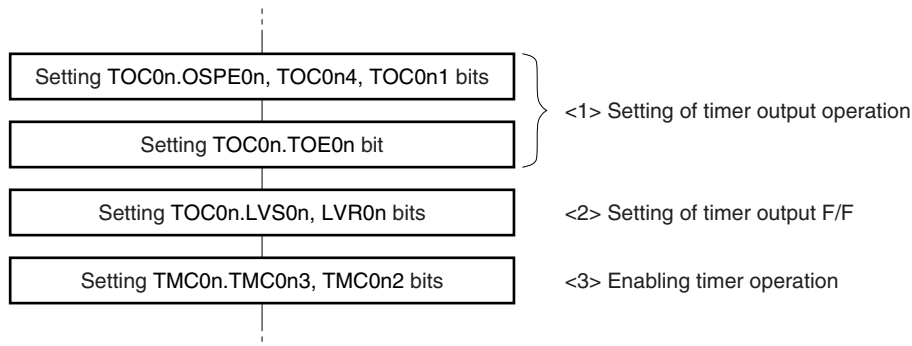 Setting TOC0n.OSPE0n, TOC0n4, TOC0n1 bits
<1> Setting of timer output operation
Setting TOC0n.TOE0n bit
Setting TOC0n.LVS0n, LVR0n bits
<2> Setting of timer output F/F
Setting TMC0n.TMC0n3, TMC0n2 bits
<3> Enabling timer operation